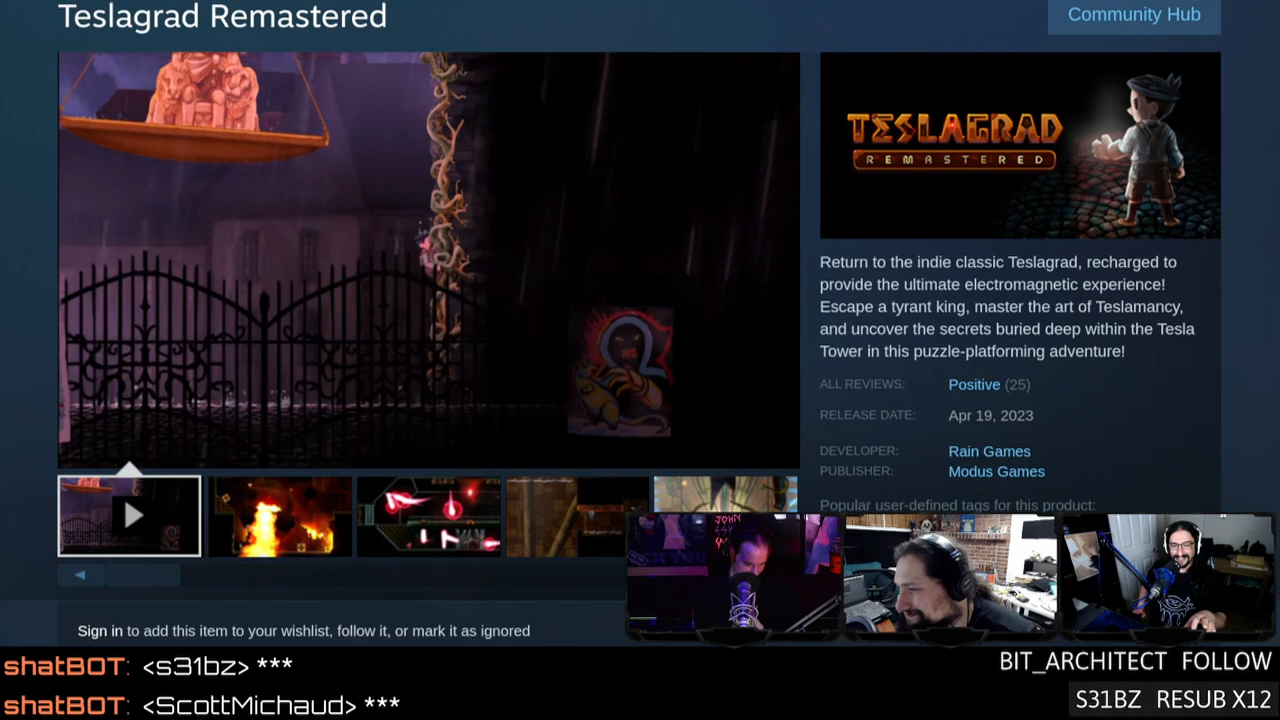 Teslagrad Remastered
Community Hub
TESLAGRAD
REMASTERED
Return to the indie classic Teslagrad, recharged to
provide the ultimate electromagnetic experience!
Escape a tyrant king, master the art of Teslamancy,
and uncover the secrets buried deep within the Tesla
Tower in this puzzle-platforming adventure!
ALL REVIEWS: Positive (25)
RELEASE DATE: Apr 19, 2023
DEVELOPER: Rain Games
PUBLISHER: Modus Games
Popular user-defined tags for this product:
JOHN
Sign in to add this item to your wishlist, follow it, or mark it as ignored
shatBOT: <s31bz> ***
BIT_ARCHITECT FOLLOW
shatBOT: <ScottMichaud> ***
S31BZ RESUB X12